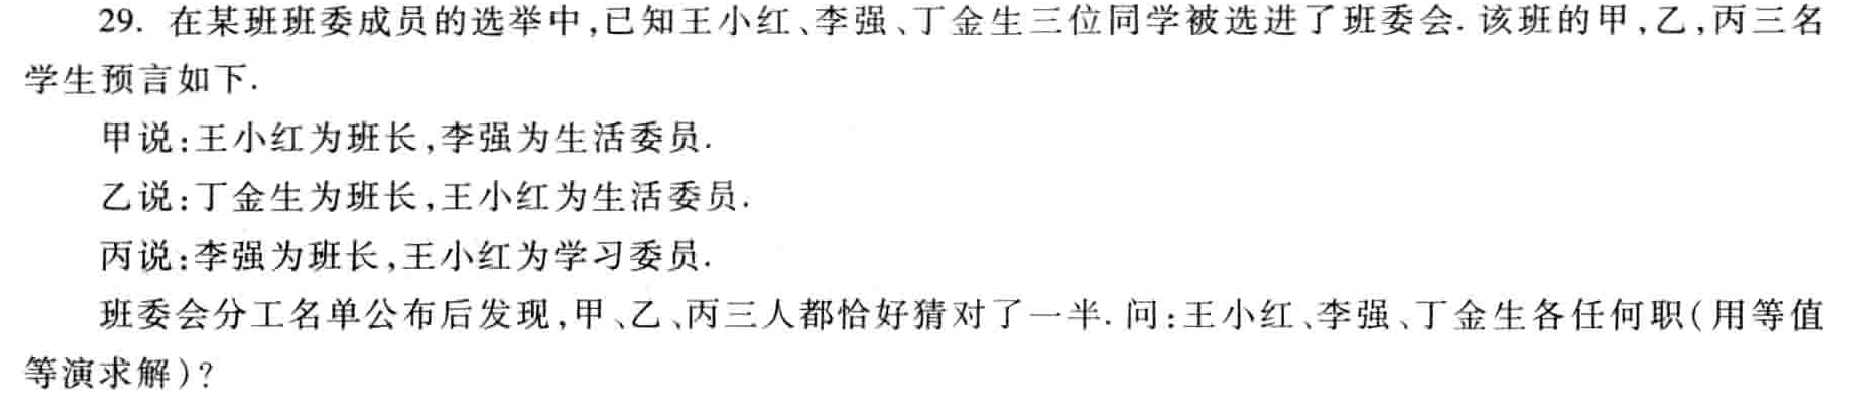 29. 在某班班委成员的选举中,已知王小红、李强、丁金生三位同学被选进了班委会. 该班的甲,乙,丙三名
学生预言如下.
甲说:王小红为班长,李强为生活委员.
乙说:丁金生为班长,王小红为生活委员.
丙说:李强为班长,王小红为学习委员.
班委会分工名单公布后发现,甲、乙、丙三人都恰好猜对了一半. 问:王小红、李强、丁金生各任何职(用等值
等演求解)?